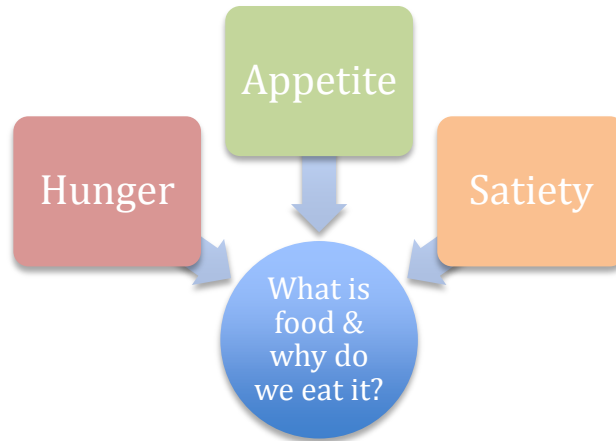 Appetite
Hunger
Satiety
What is
food &
why do
we eat it?